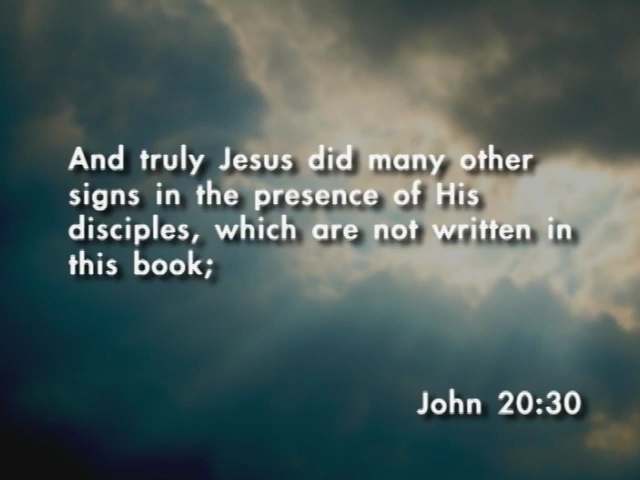 And truly Jesus did many other
signs in the presence of His
disciples, which are not written in
this book;
John 20:30